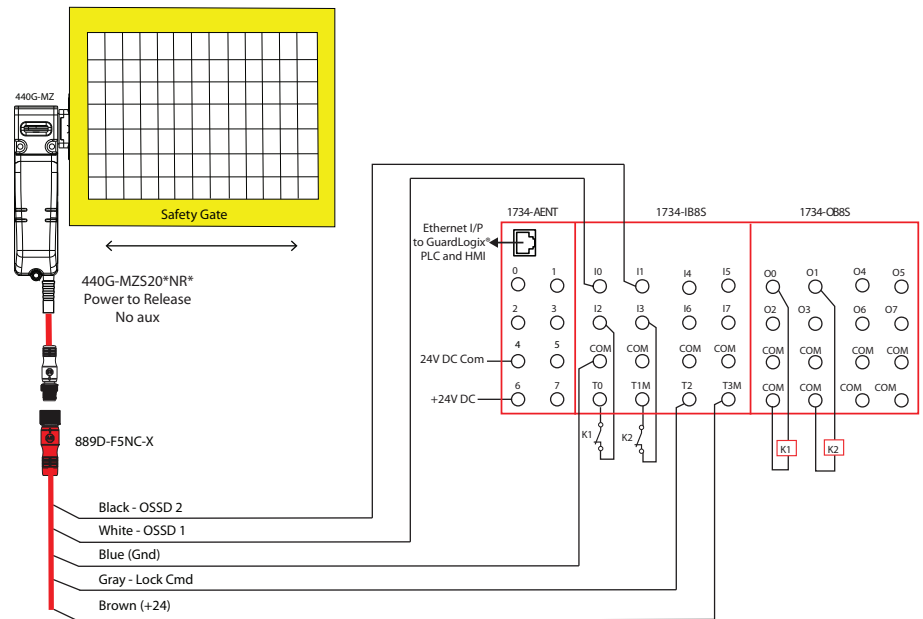 440G-MZ
Safety Gate
440G-MZS20*NR*
Power to Release
No aux
889D-F5NC-X
Black - OSSD 2
White - OSSD 1
Blue (Gnd)
Gray - Lock Cmd
Brown (+24)
1734-AENT
1734-IB8S
1734-OB8S
Ethernet I/P
to GuardLogix®
PLC and HMI
24V DC Com
+24V DC
0 1
2 3
4 5
6 7
I0 I1 I4 I5
I2 I3 I6 I7
COM COM COM COM
T0 T1M T2 T3M
K1 K2
O0 O1 O4 O5
O2 O3 O6 O7
COM COM COM COM
COM COM COM COM
K1 K2